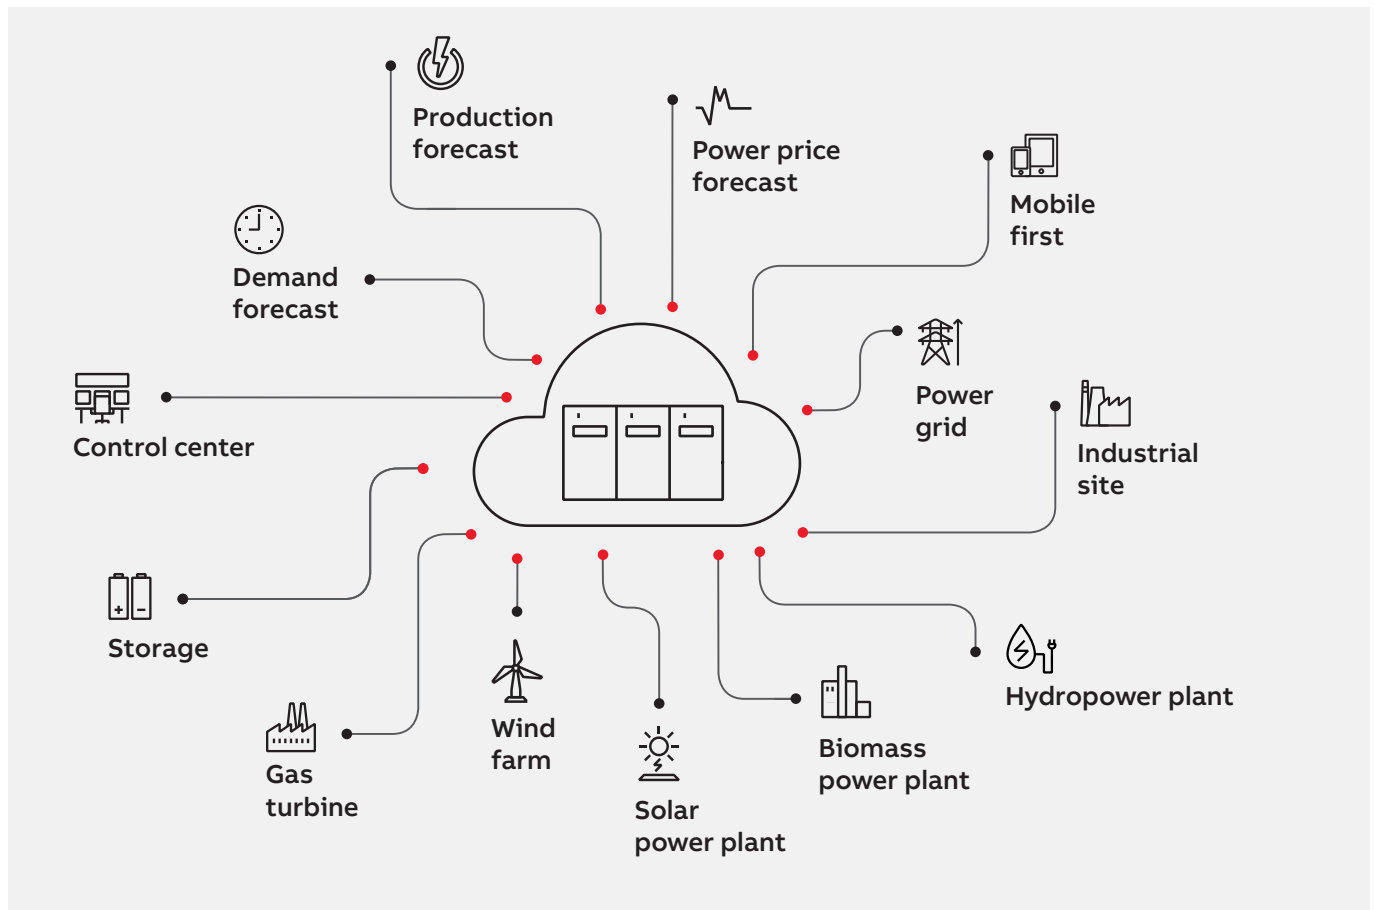 Production
forecast
Power price
forecast
Mobile
first
Demand
forecast
Power
grid
Control center
Industrial
site
Storage
Hydropower plant
Wind
farm
Biomass
power plant
Gas
turbine
Solar
power plant